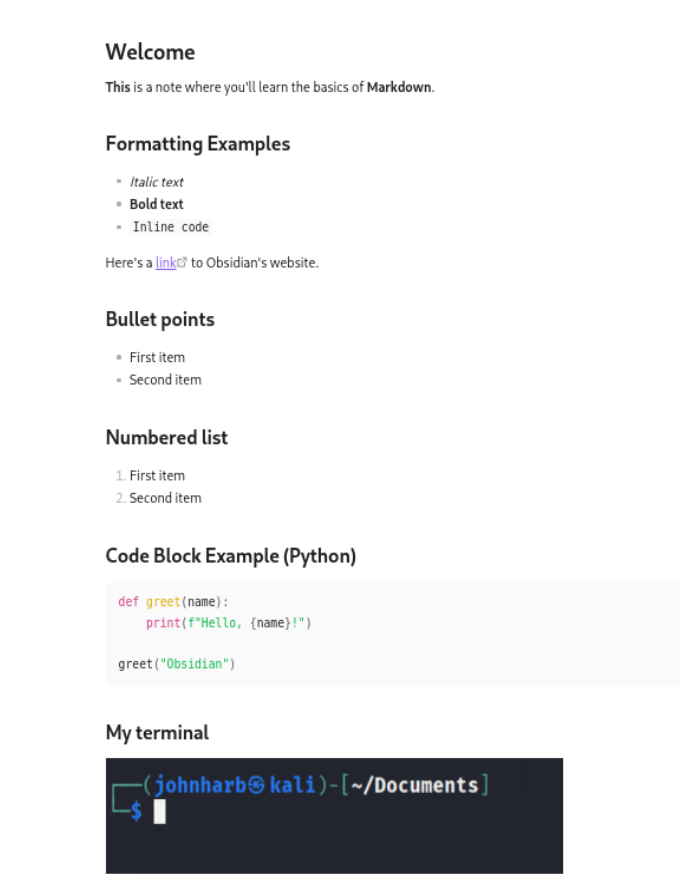 Welcome
This is a note where you'll learn the basics of Markdown.
Formatting Examples
Italic text
Bold text
Inline code
Here's a link to Obsidian's website.
Bullet points
First item
Second item
Numbered list
1. First item
2. Second item
Code Block Example (Python)
def greet(name):
    print(f"Hello, {name}!")
greet("Obsidian")
My terminal
┌──(johnharb㉿kali)-[~/Documents]
└─$